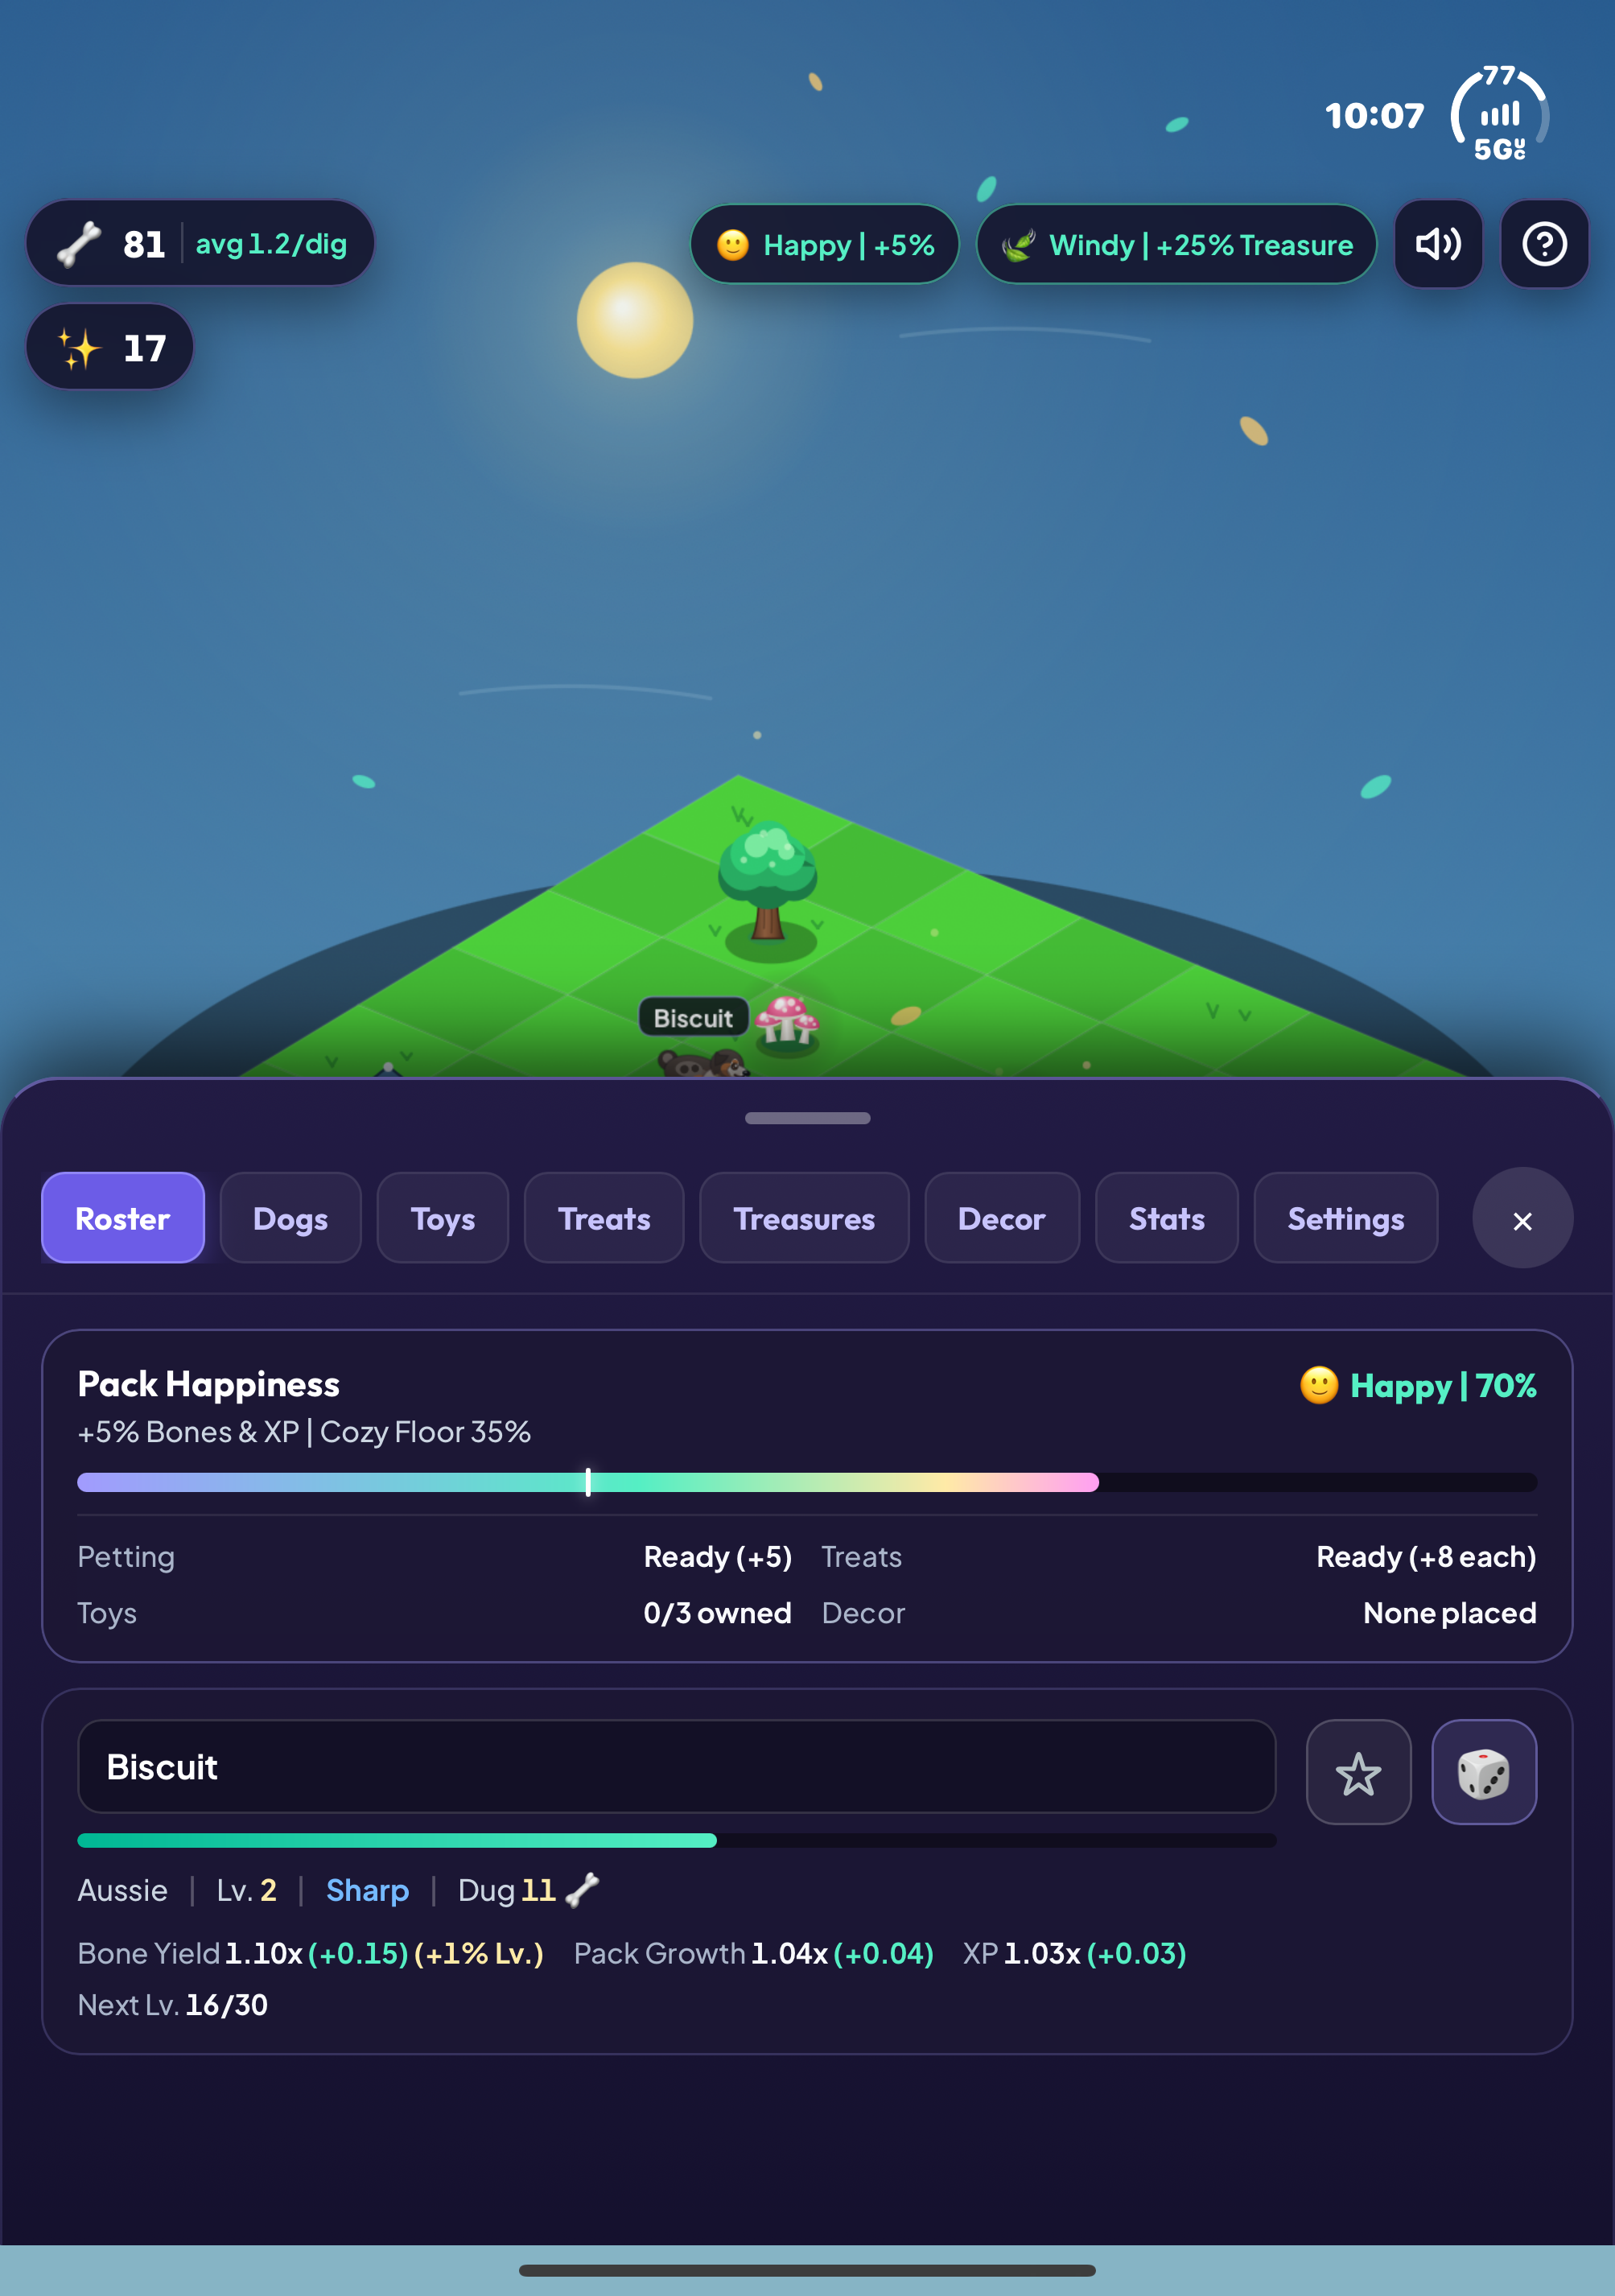 77
10:07
5G UC
81 avg 1.2/dig
Happy | +5%
Windy | +25% Treasure
17
Biscuit
Roster Dogs Toys Treats Treasures Decor Stats Settings ×
Pack Happiness
Happy | 70%
+5% Bones & XP | Cozy Floor 35%
Petting Ready (+5) Treats Ready (+8 each)
Toys 0/3 owned Decor None placed
Biscuit
Aussie | Lv. 2 | Sharp | Dug 11
Bone Yield 1.10x (+0.15) (+1% Lv.) Pack Growth 1.04x (+0.04) XP 1.03x (+0.03)
Next Lv. 16/30